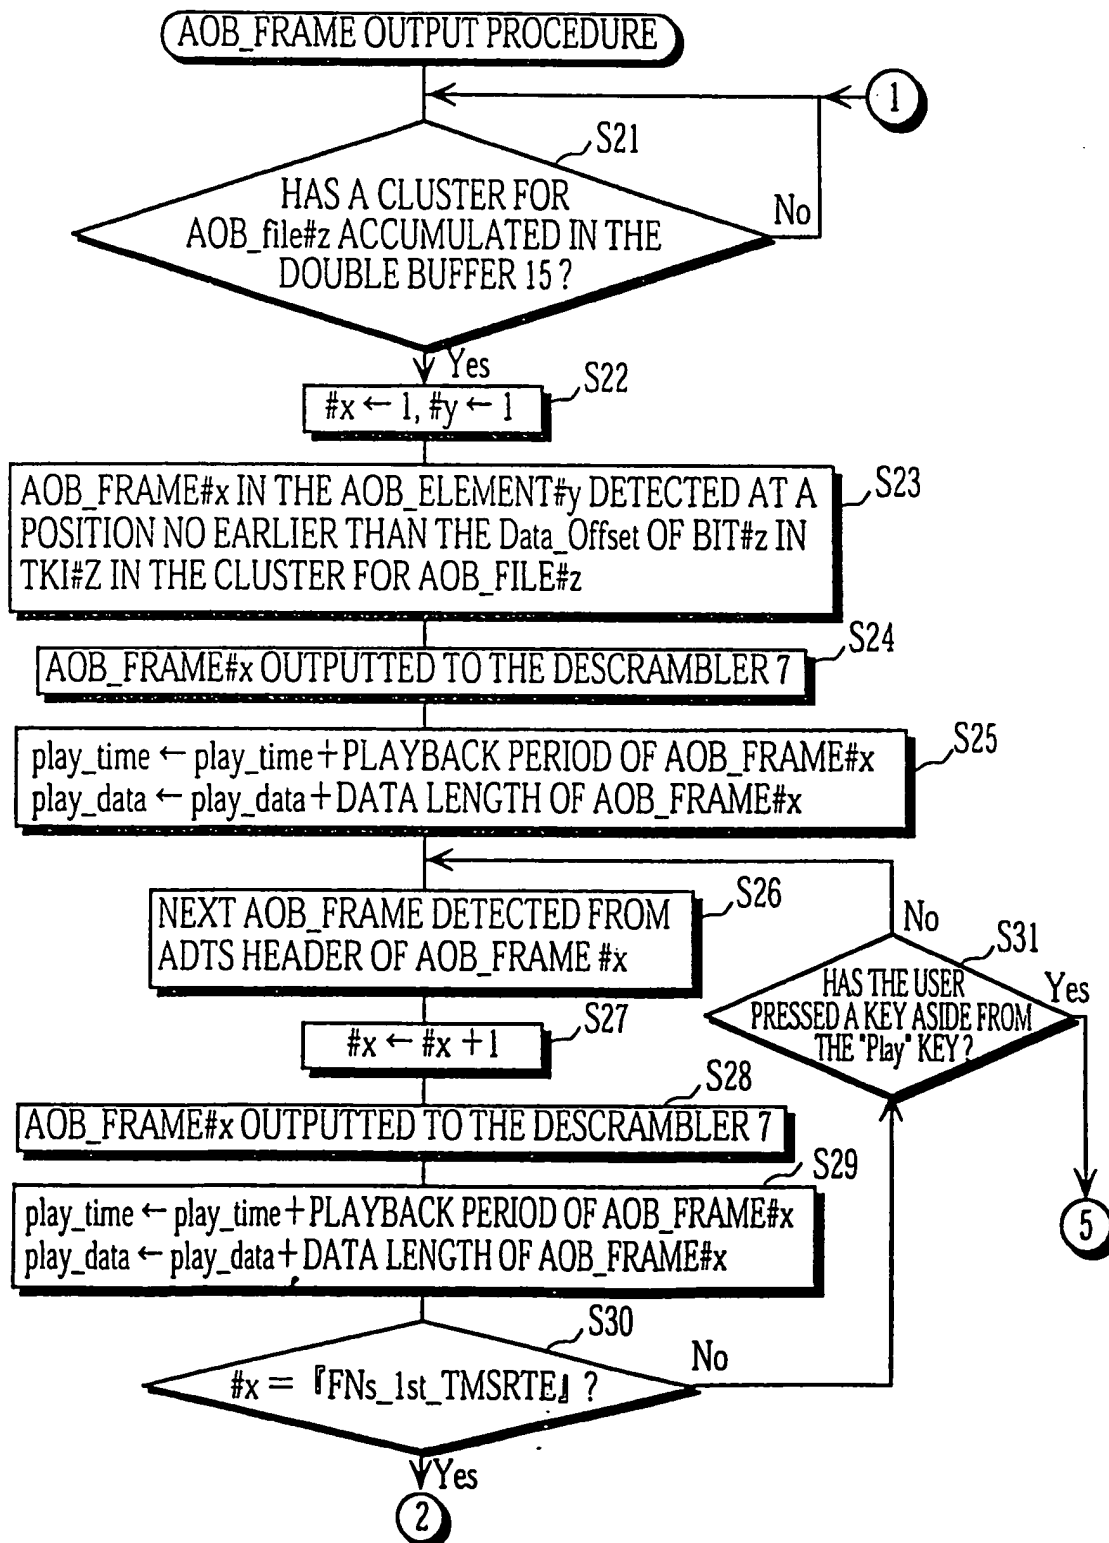 AOB_FRAME OUTPUT PROCEDURE
1
S21
HAS A CLUSTER FOR
AOB_file#z ACCUMULATED IN THE
DOUBLE BUFFER 15 ?
No
Yes
S22
#x ← 1, #y ← 1
S23
AOB_FRAME#x IN THE AOB_ELEMENT#y DETECTED AT A
POSITION NO EARLIER THAN THE Data_Offset OF BIT#z IN
TKI#Z IN THE CLUSTER FOR AOB_FILE#z
S24
AOB_FRAME#x OUTPUTTED TO THE DESCRAMBLER 7
S25
play_time ← play_time+PLAYBACK PERIOD OF AOB_FRAME#x
play_data ← play_data+DATA LENGTH OF AOB_FRAME#x
S26
NEXT AOB_FRAME DETECTED FROM
ADTS HEADER OF AOB_FRAME #x
No
S31
HAS THE USER
PRESSED A KEY ASIDE FROM
THE "Play" KEY ?
Yes
S27
#x ← #x +1
S28
AOB_FRAME#x OUTPUTTED TO THE DESCRAMBLER 7
S29
play_time ← play_time+PLAYBACK PERIOD OF AOB_FRAME#x
play_data ← play_data+DATA LENGTH OF AOB_FRAME#x
5
S30
#x = 『FNs_1st_TMSRTE』 ?
No
Yes
2